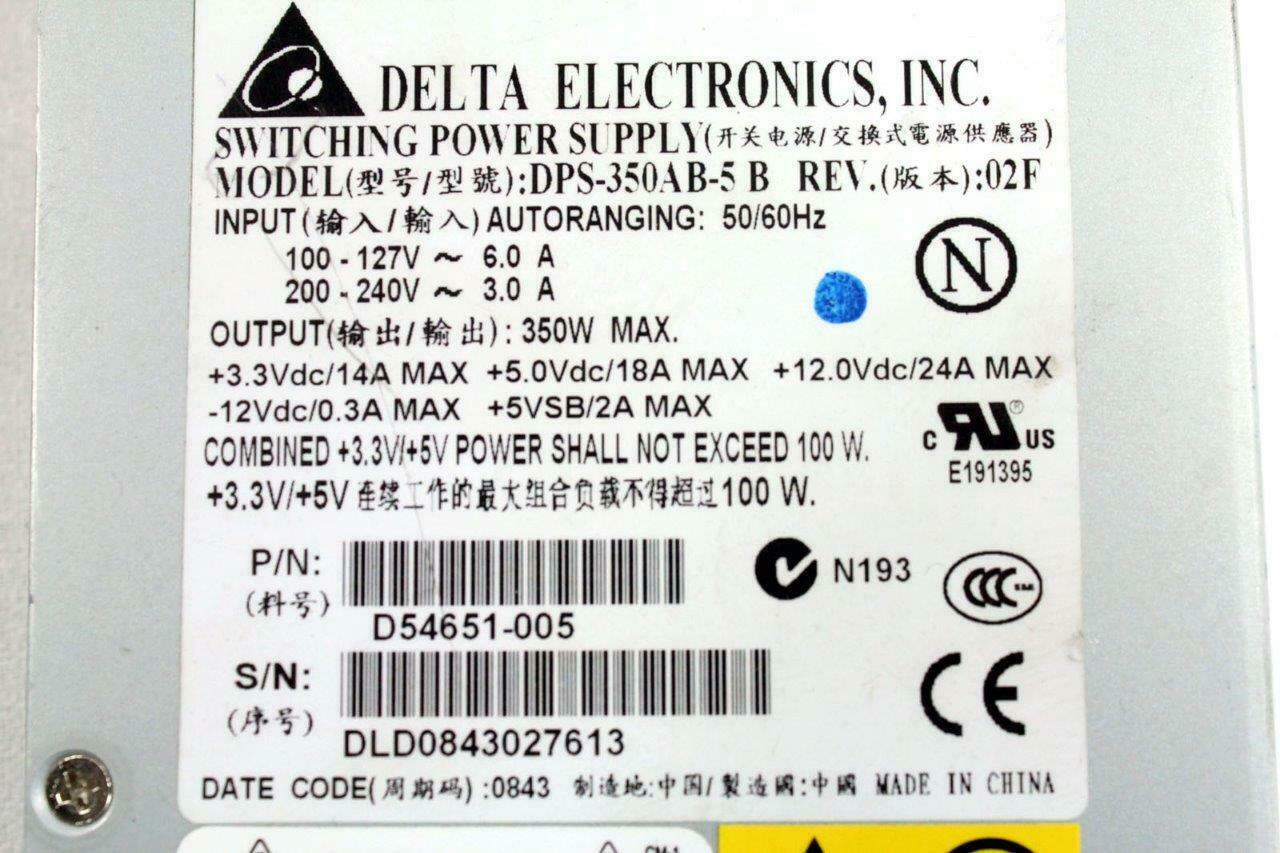 DELTA ELECTRONICS, INC.
SWITCHING POWER SUPPLY(开关电源/交換式電源供應器)
MODEL(型号/型號):DPS-350AB-5 B REV.(版本):02F
INPUT(输入/輸入)AUTORANGING: 50/60Hz
100 - 127V ~ 6.0 A
200 - 240V ~ 3.0 A
N
OUTPUT(输出/輸出): 350W MAX.
+3.3Vdc/14A MAX +5.0Vdc/18A MAX +12.0Vdc/24A MAX
-12Vdc/0.3A MAX +5VSB/2A MAX
C RU ® US
E191395
COMBINED +3.3V/+5V POWER SHALL NOT EXCEED 100 W.
+3.3V/+5V 连续工作的最大组合负载不得超过100 W.
P/N:
(料号)
D54651-005
N193
CCC
S/N:
(序号)
DLD0843027613
CE
DATE CODE(周期码):0843 制造地:中国/製造國:中國 MADE IN CHINA